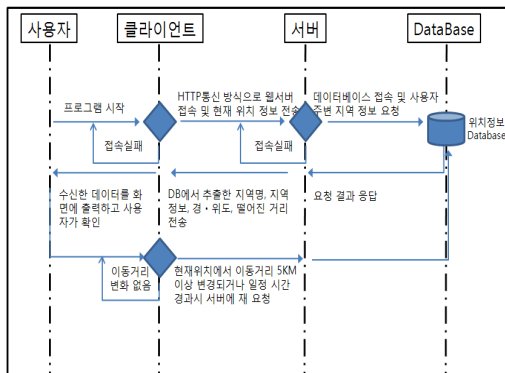 사용자
클라이언트
서버
DataBase
프로그램 시작
HTTP통신 방식으로 웹서버
접속 및 현재 위치 정보 전송
데이터베이스 접속 및 사용자
주변 지역 정보 요청
위치정보
Database
접속실패
접속실패
수신한 데이터를 화
면에 출력하고 사용
자가 확인
DB에서 추출한 지역명, 지역
정보, 경·위도, 떨어진 거리
전송
요청 결과 응답
이동거리
변화 없음
현재위치에서 이동거리 5KM
이상 변경되거나 일정 시간
경과시 서버에 재 요청